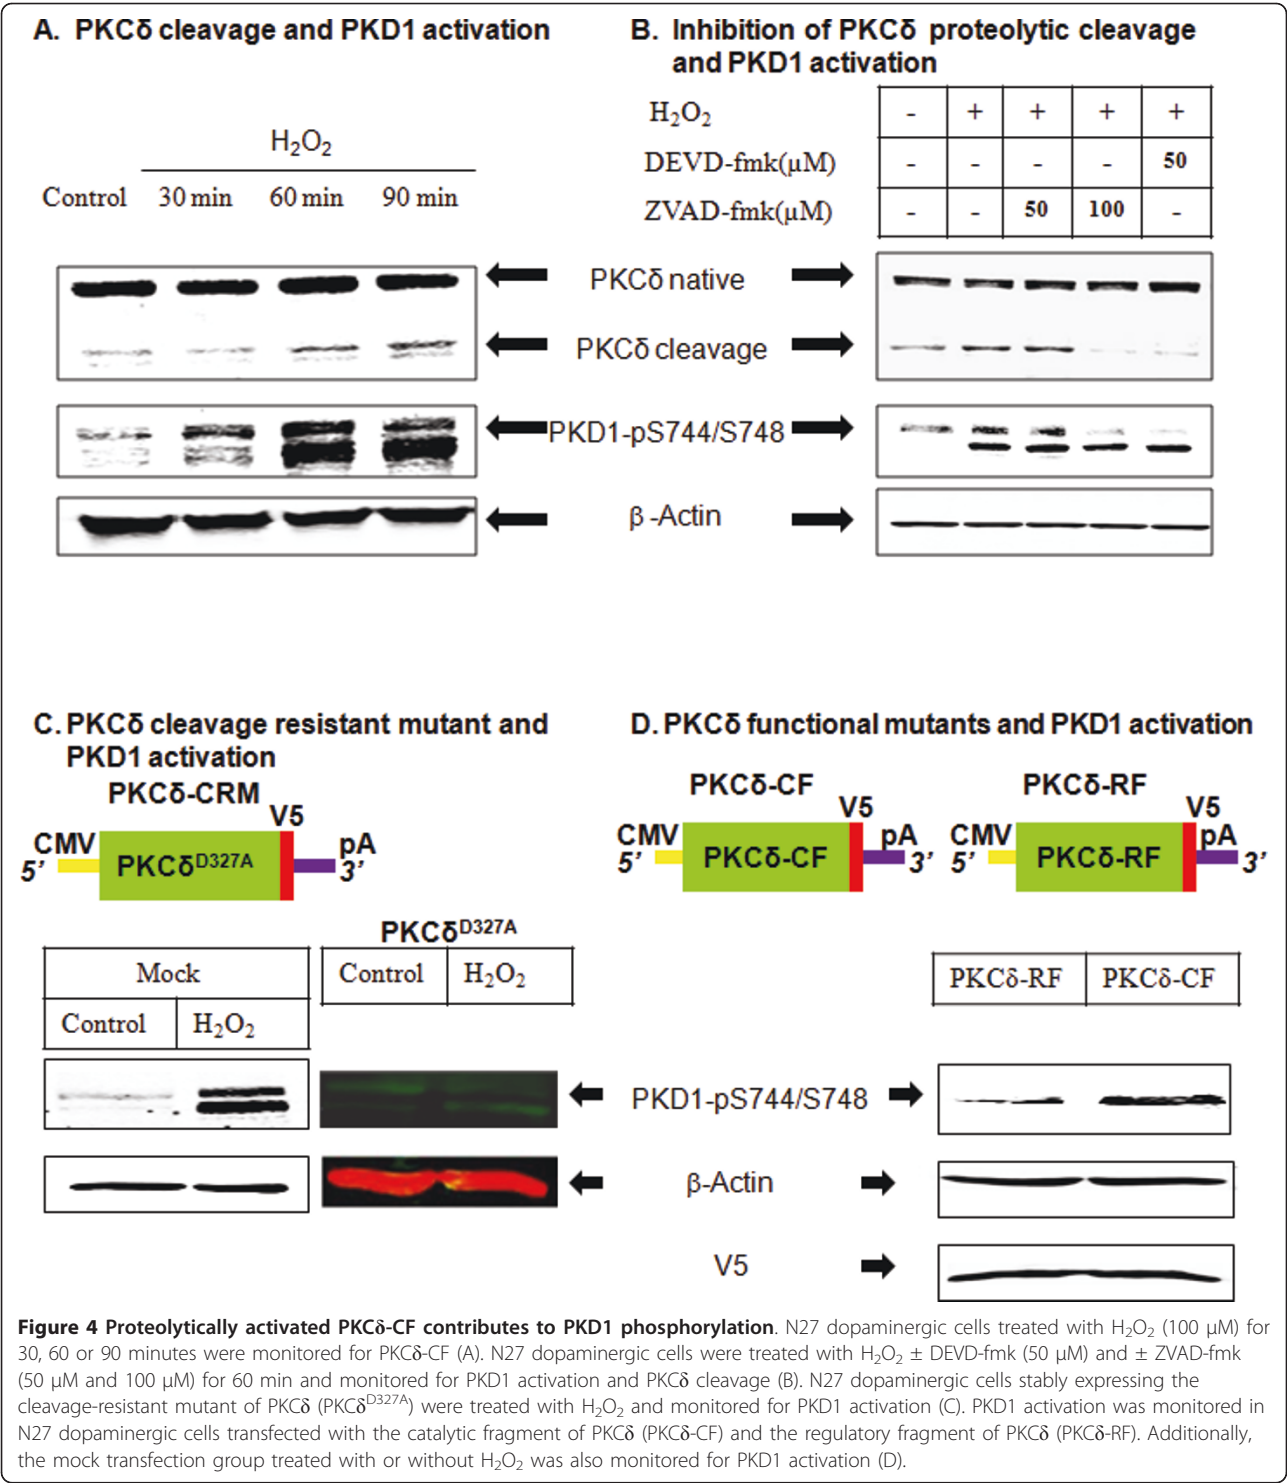 A. PKCδ cleavage and PKD1 activation
H₂O₂
Control 30 min 60 min 90 min
B. Inhibition of PKCδ proteolytic cleavage
and PKD1 activation
H₂O₂ - + + + +
DEVD-fmk(µM) - - - - 50
ZVAD-fmk(µM) - - 50 100 -
PKCδ native
PKCδ cleavage
PKD1-pS744/S748
β-Actin
C. PKCδ cleavage resistant mutant and
PKD1 activation
PKCδ-CRM
V5
CMV pA
5′ PKCδD327A 3′
PKCδD327A
Mock
Control H₂O₂
Control H₂O₂
D. PKCδ functional mutants and PKD1 activation
PKCδ-CF
V5
CMV pA
5′ PKCδ-CF 3′
PKCδ-RF
V5
CMV pA
5′ PKCδ-RF 3′
PKCδ-RF PKCδ-CF
PKD1-pS744/S748
β-Actin
V5
Figure 4 Proteolytically activated PKCδ-CF contributes to PKD1 phosphorylation. N27 dopaminergic cells treated with H₂O₂ (100 µM) for
30, 60 or 90 minutes were monitored for PKCδ-CF (A). N27 dopaminergic cells were treated with H₂O₂ ± DEVD-fmk (50 µM) and ± ZVAD-fmk
(50 µM and 100 µM) for 60 min and monitored for PKD1 activation and PKCδ cleavage (B). N27 dopaminergic cells stably expressing the
cleavage-resistant mutant of PKCδ (PKCδD327A) were treated with H₂O₂ and monitored for PKD1 activation (C). PKD1 activation was monitored in
N27 dopaminergic cells transfected with the catalytic fragment of PKCδ (PKCδ-CF) and the regulatory fragment of PKCδ (PKCδ-RF). Additionally,
the mock transfection group treated with or without H₂O₂ was also monitored for PKD1 activation (D).